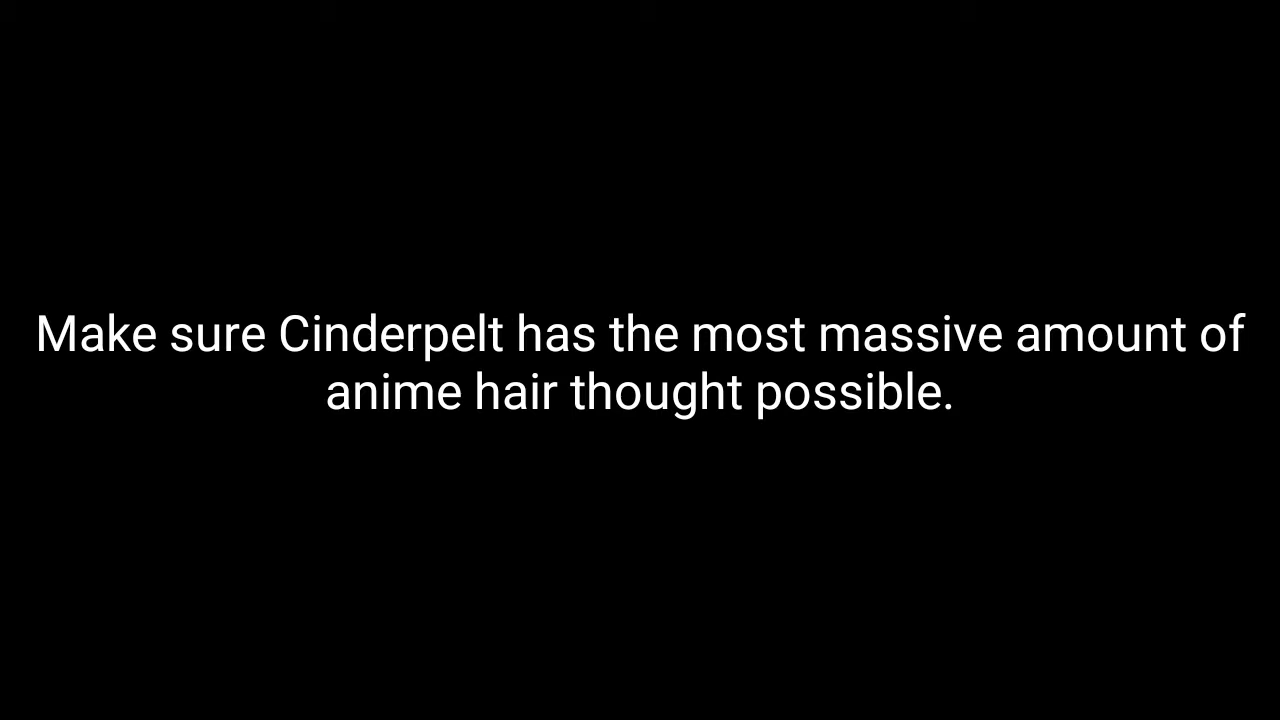 Make sure Cinderpelt has the most massive amount of
anime hair thought possible.